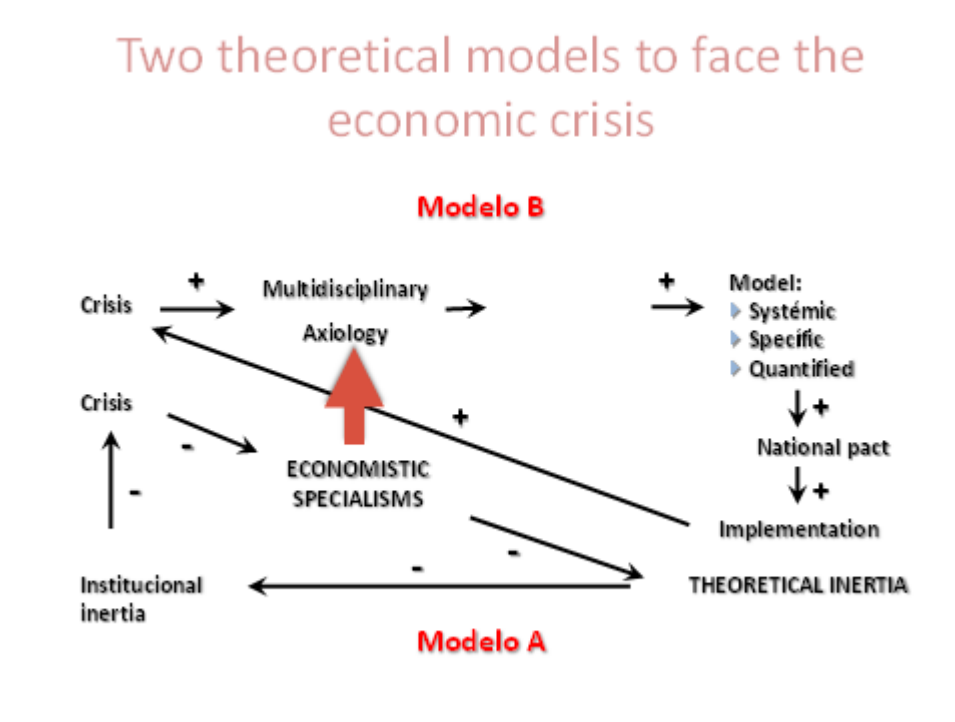 Two theoretical models to face the
economic crisis
Modelo B
Crisis
+
Multidisciplinary
Axiology
+
Model:
Systémic
Specífic
Quantified
+
National pact
+
Implementation
+
Crisis
-
ECONOMISTIC
SPECIALISMS
-
THEORETICAL INERTIA
-
Institucional
inertia
-
Modelo A